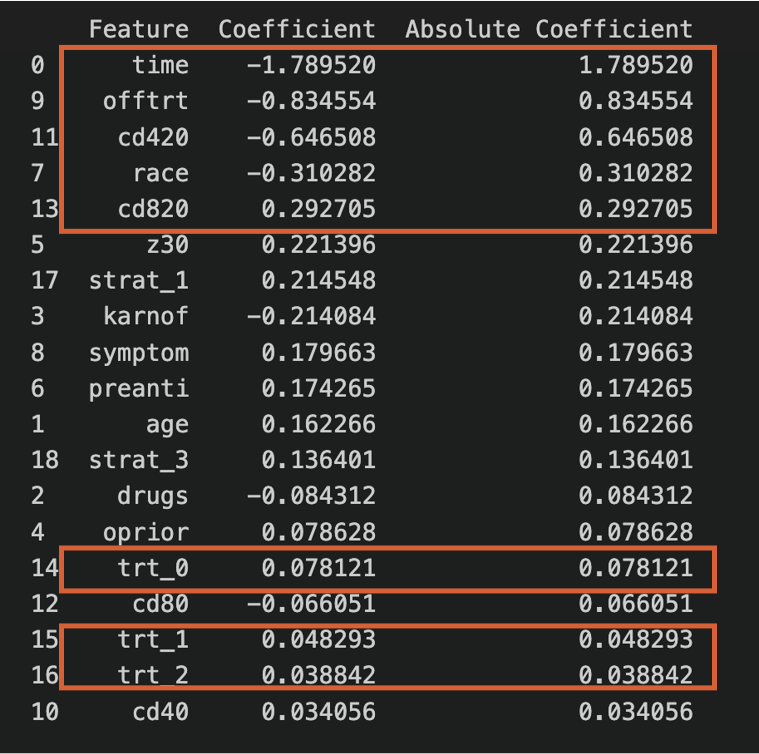 Feature Coefficient Absolute Coefficient
0 time -1.789520 1.789520
9 offtrt -0.834554 0.834554
11 cd420 -0.646508 0.646508
7 race -0.310282 0.310282
13 cd820 0.292705 0.292705
5 z30 0.221396 0.221396
17 strat_1 0.214548 0.214548
3 karnof -0.214084 0.214084
8 symptom 0.179663 0.179663
6 preanti 0.174265 0.174265
1 age 0.162266 0.162266
18 strat_3 0.136401 0.136401
2 drugs -0.084312 0.084312
4 oprior 0.078628 0.078628
14 trt_0 0.078121 0.078121
12 cd80 -0.066051 0.066051
15 trt_1 0.048293 0.048293
16 trt_2 0.038842 0.038842
10 cd40 0.034056 0.034056